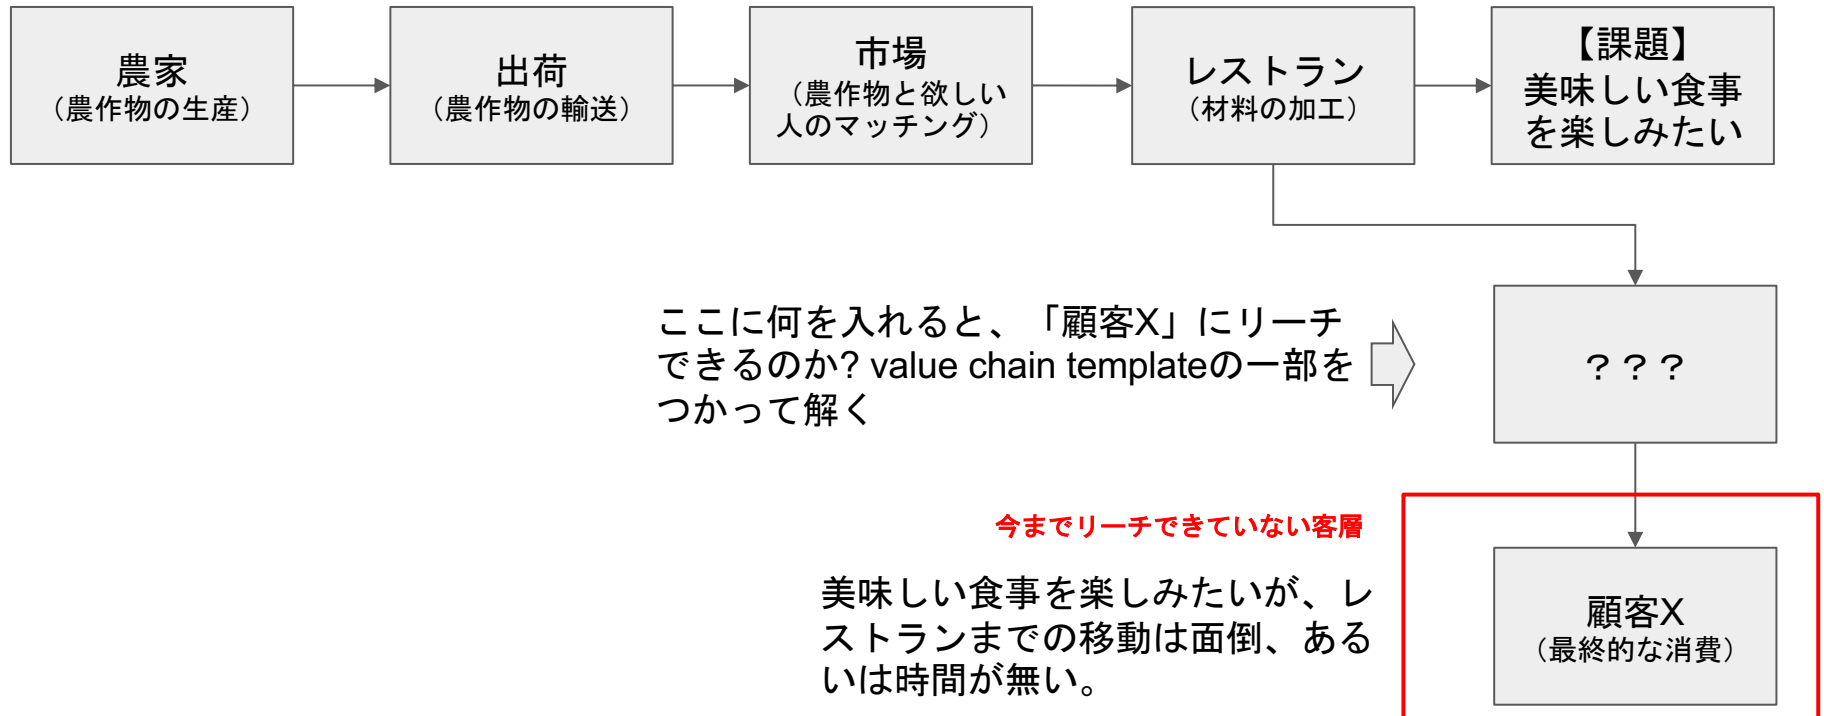 農家
（農作物の生産）
出荷
（農作物の輸送）
市場
（農作物と欲しい
人のマッチング）
レストラン
（材料の加工）
【課題】
美味しい食事
を楽しみたい
ここに何を入れると、「顧客X」にリーチ
できるのか? value chain templateの一部を
つかって解く
？？？
今までリーチできていない客層
美味しい食事を楽しみたいが、レ
ストランまでの移動は面倒、ある
いは時間が無い。
顧客X
（最終的な消費）